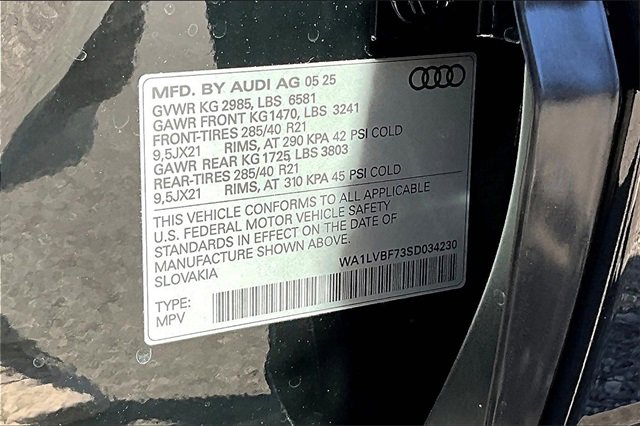 MFD. BY AUDI AG 05 25
GVWR KG 2985, LBS 6581
GAWR FRONT KG1470, LBS 3241
FRONT-TIRES 285/40 R21
9,5JX21 RIMS, AT 290 KPA 42 PSI COLD
GAWR REAR KG1725, LBS 3803
REAR-TIRES 285/40 R21
9,5JX21 RIMS, AT 310 KPA 45 PSI COLD
THIS VEHICLE CONFORMS TO ALL APPLICABLE
U.S. FEDERAL MOTOR VEHICLE SAFETY
STANDARDS IN EFFECT ON THE DATE OF
MANUFACTURE SHOWN ABOVE.
SLOVAKIA WA1LVBF73SD034230
TYPE:
MPV